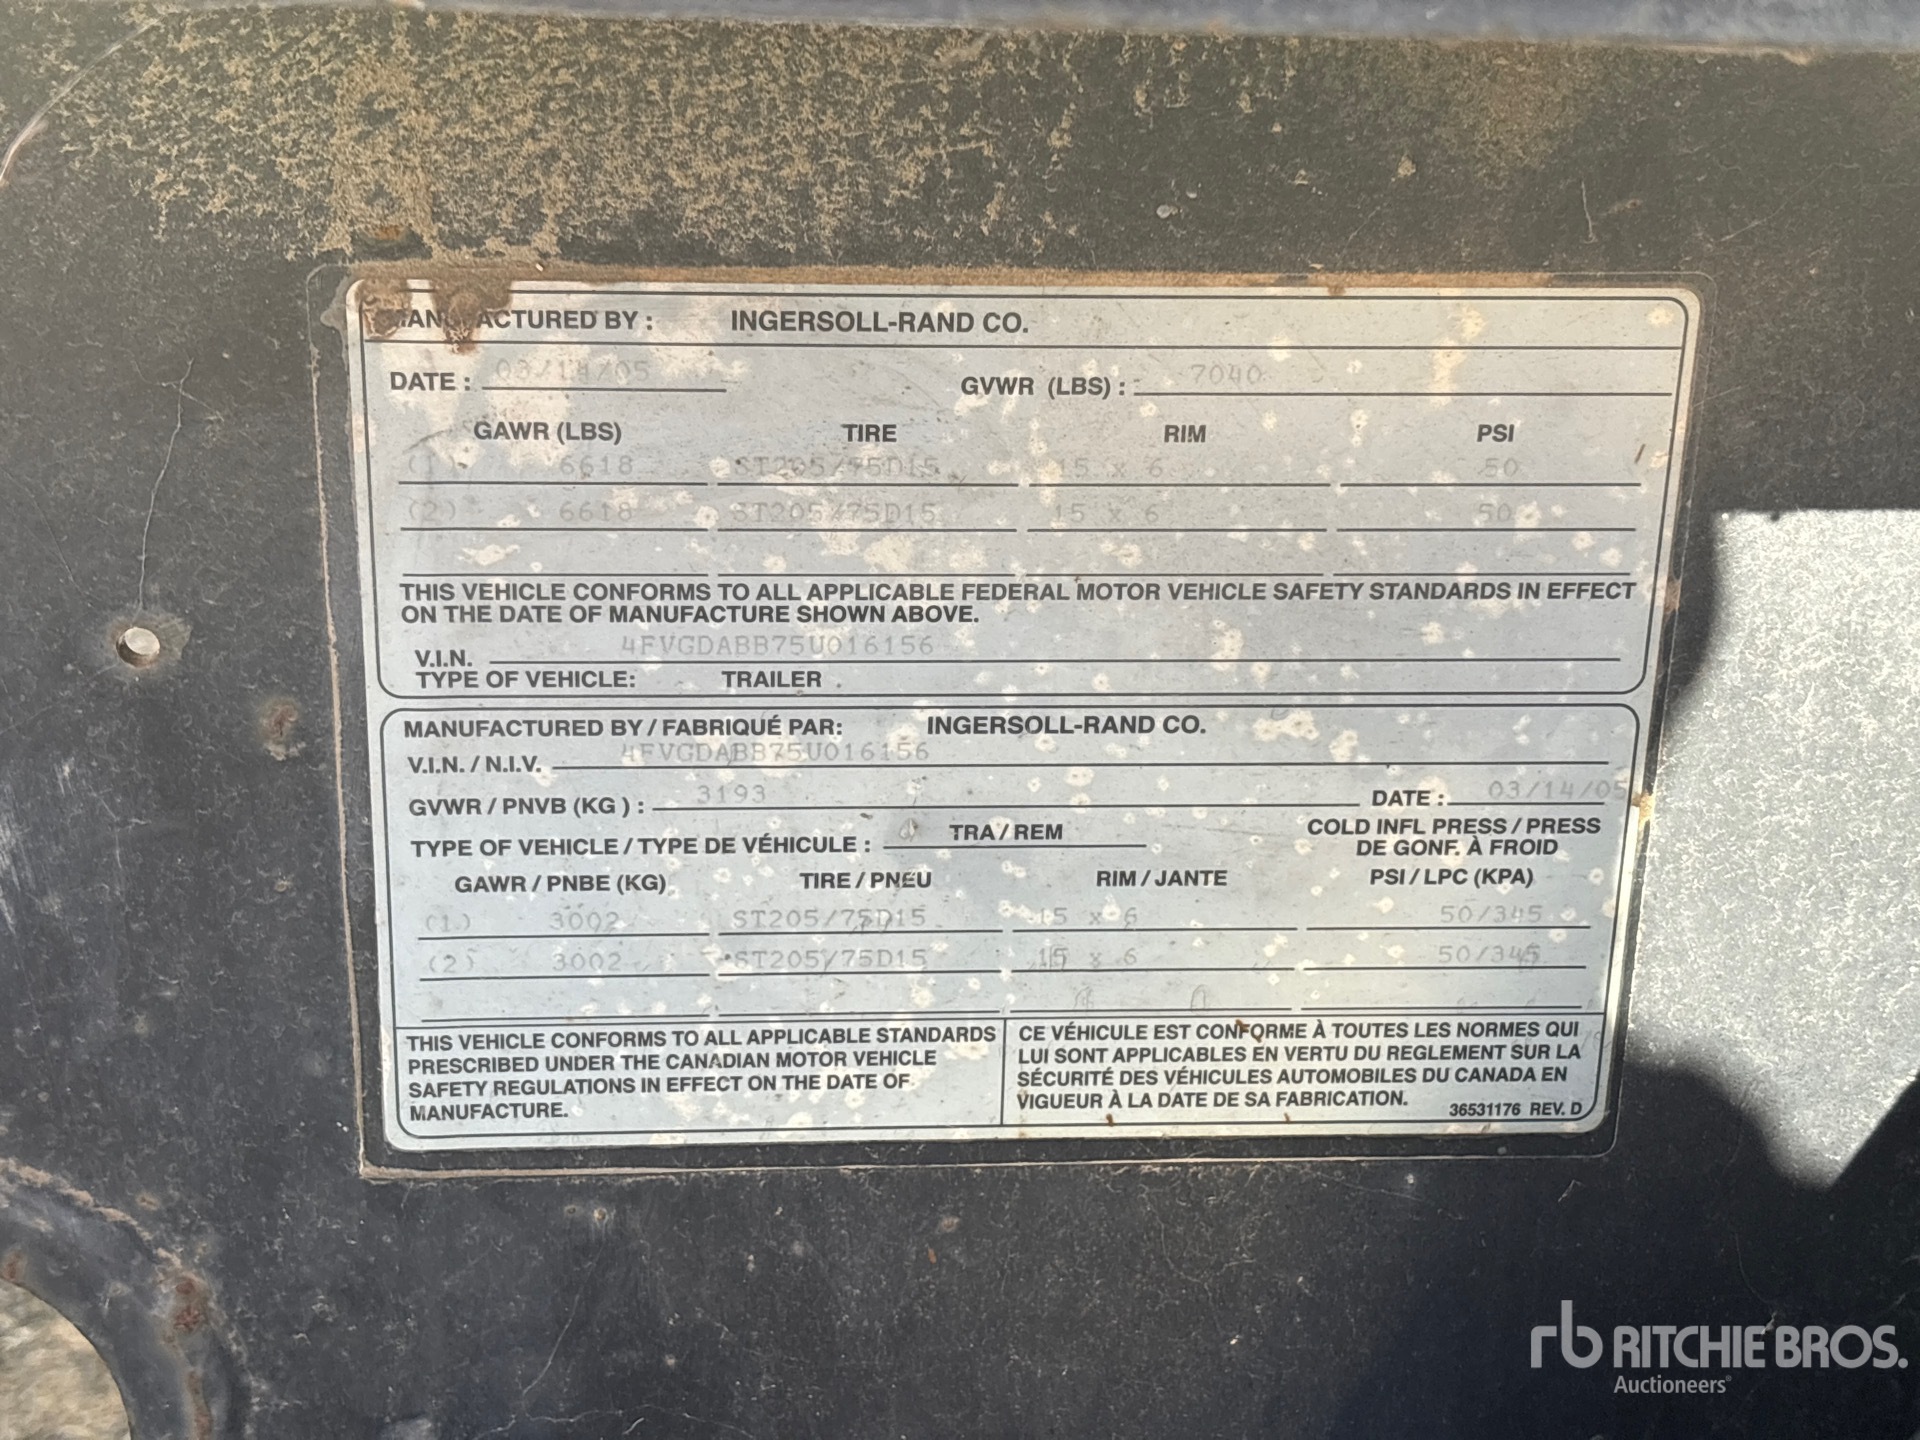 MANUFACTURED BY : INGERSOLL-RAND CO.
DATE : 03/14/05 GVWR (LBS) : 7040
GAWR (LBS) TIRE RIM PSI
(1) 6618 ST205/75D15 15 x 6 50
(2) 6618 ST205/75D15 15 x 6 50
THIS VEHICLE CONFORMS TO ALL APPLICABLE FEDERAL MOTOR VEHICLE SAFETY STANDARDS IN EFFECT
ON THE DATE OF MANUFACTURE SHOWN ABOVE.
V.I.N. 4FVGDABB75U016156
TYPE OF VEHICLE: TRAILER
MANUFACTURED BY / FABRIQUÉ PAR: INGERSOLL-RAND CO.
V.I.N. / N.I.V. 4FVGDABB75U016156
GVWR / PNVB (KG ) : 3193 DATE : 03/14/05
TYPE OF VEHICLE / TYPE DE VÉHICULE : TRA / REM
COLD INFL PRESS / PRESS
DE GONF. À FROID
GAWR / PNBE (KG) TIRE / PNEU RIM / JANTE PSI / LPC (KPA)
(1) 3002 ST205/75D15 15 x 6 50/345
(2) 3002 ST205/75D15 15 x 6 50/345
THIS VEHICLE CONFORMS TO ALL APPLICABLE STANDARDS
PRESCRIBED UNDER THE CANADIAN MOTOR VEHICLE
SAFETY REGULATIONS IN EFFECT ON THE DATE OF
MANUFACTURE.
CE VÉHICULE EST CONFORME À TOUTES LES NORMES QUI
LUI SONT APPLICABLES EN VERTU DU REGLEMENT SUR LA
SÉCURITÉ DES VÉHICULES AUTOMOBILES DU CANADA EN
VIGUEUR À LA DATE DE SA FABRICATION.
36531176 REV. D
rb RITCHIE BROS.
Auctioneers®